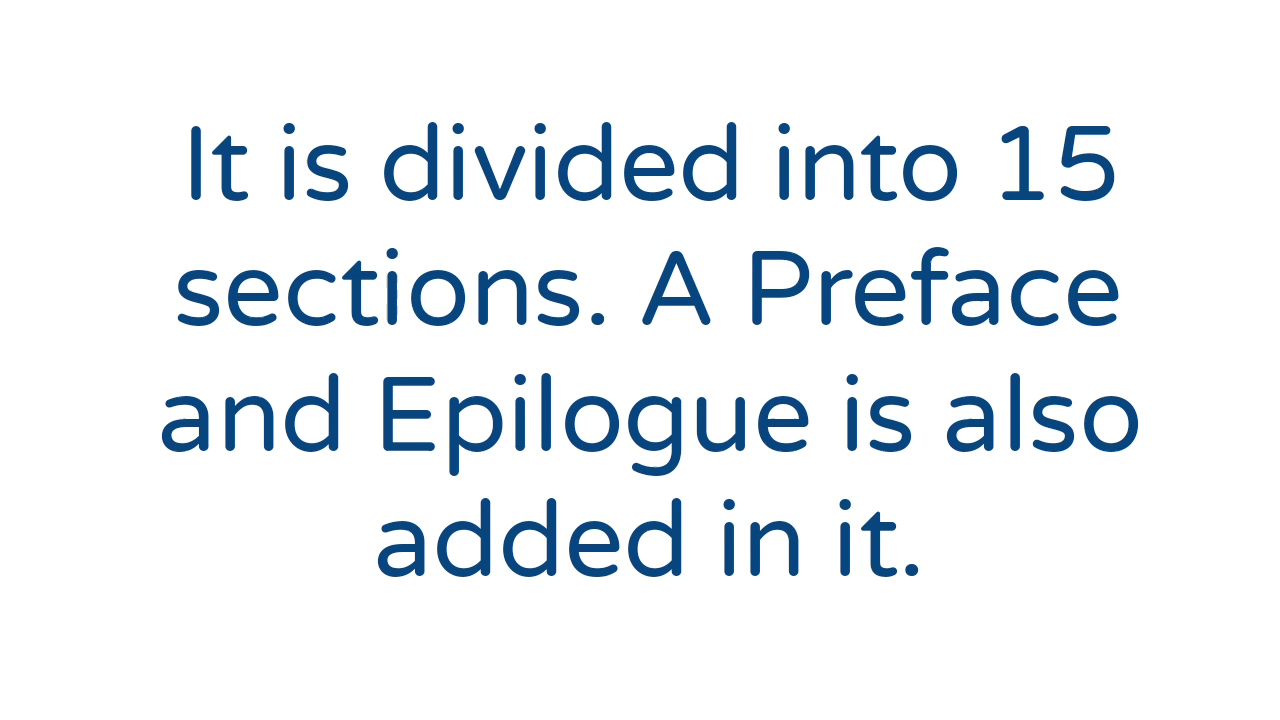 It is divided into 15
sections. A Preface
and Epilogue is also
added in it.